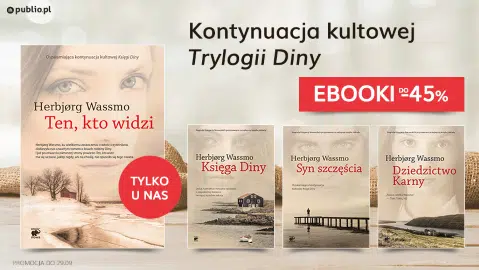 publio.pl
Kontynuacja kultowej
Trylogii Diny
EBOOKI DO -45%
Herbjørg Wassmo
Ten, kto widzi
TYLKO
U NAS
Herbjørg Wassmo
Księga Diny
Herbjørg Wassmo
Syn szczęścia
Herbjørg Wassmo
Dziedzictwo
Karny
PROMOCJA DO 29.08